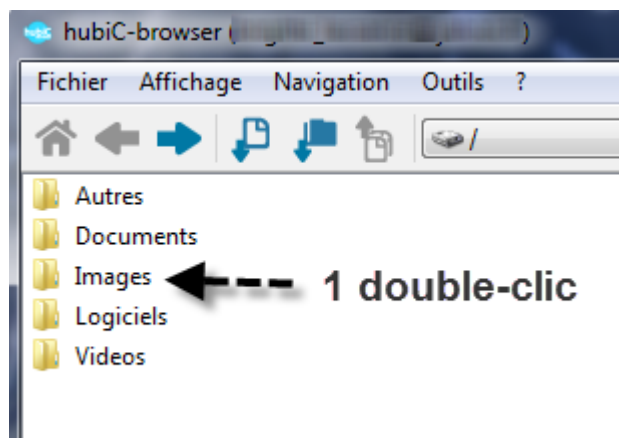 hubiC-browser (
Fichier Affichage Navigation Outils ?
/
Autres
Documents
Images
1 double-clic
Logiciels
Videos